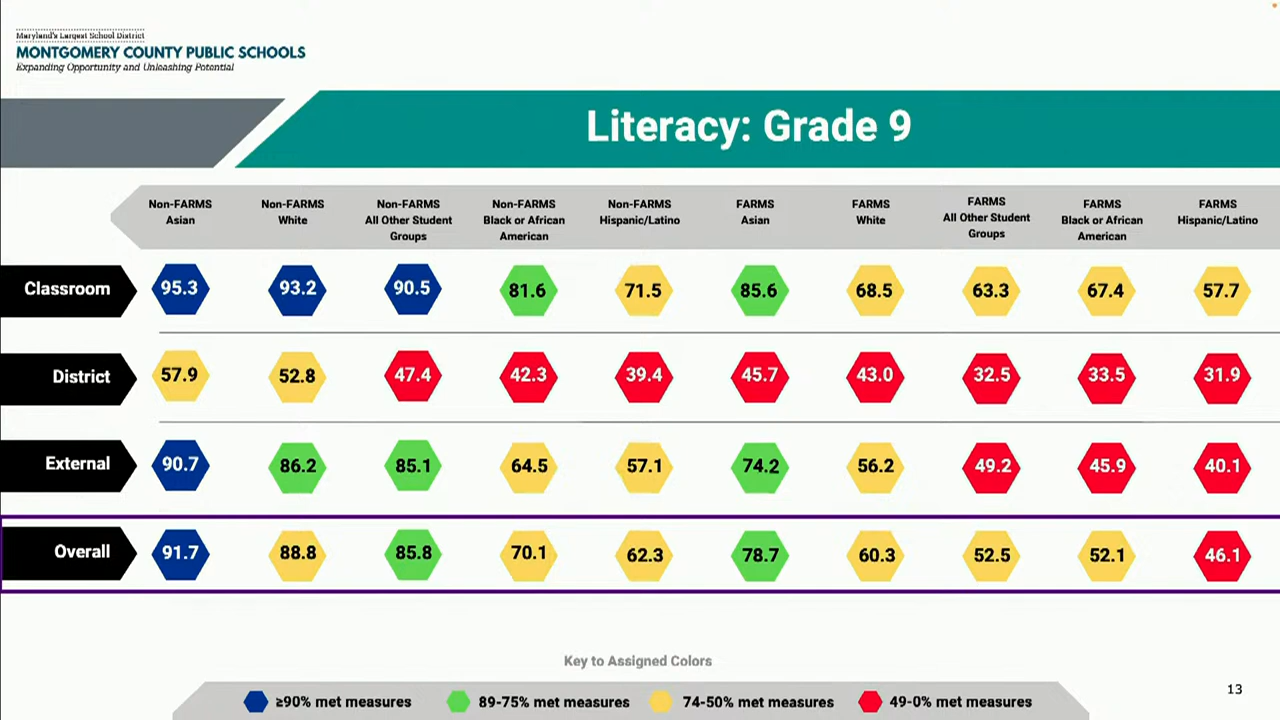 Maryland's Largest School District
MONTGOMERY COUNTY PUBLIC SCHOOLS
Expanding Opportunity and Unleashing Potential
Literacy: Grade 9
Non-FARMS Asian
Non-FARMS White
Non-FARMS All Other Student Groups
Non-FARMS Black or African American
Non-FARMS Hispanic/Latino
FARMS Asian
FARMS White
FARMS All Other Student Groups
FARMS Black or African American
FARMS Hispanic/Latino
Classroom 95.3 93.2 90.5 81.6 71.5 85.6 68.5 63.3 67.4 57.7
District 57.9 52.8 47.4 42.3 39.4 45.7 43.0 32.5 33.5 31.9
External 90.7 86.2 85.1 64.5 57.1 74.2 56.2 49.2 45.9 40.1
Overall 91.7 88.8 85.8 70.1 62.3 78.7 60.3 52.5 52.1 46.1
Key to Assigned Colors
≥90% met measures 89-75% met measures 74-50% met measures 49-0% met measures
13